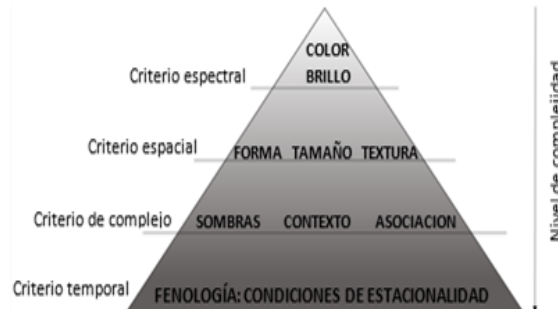 COLOR
Criterio espectral BRILLO
Criterio espacial FORMA TAMAÑO TEXTURA
Criterio de complejo SOMBRAS CONTEXTO ASOCIACION
Criterio temporal FENOLOGÍA: CONDICIONES DE ESTACIONALIDAD
Nivel de complejidad